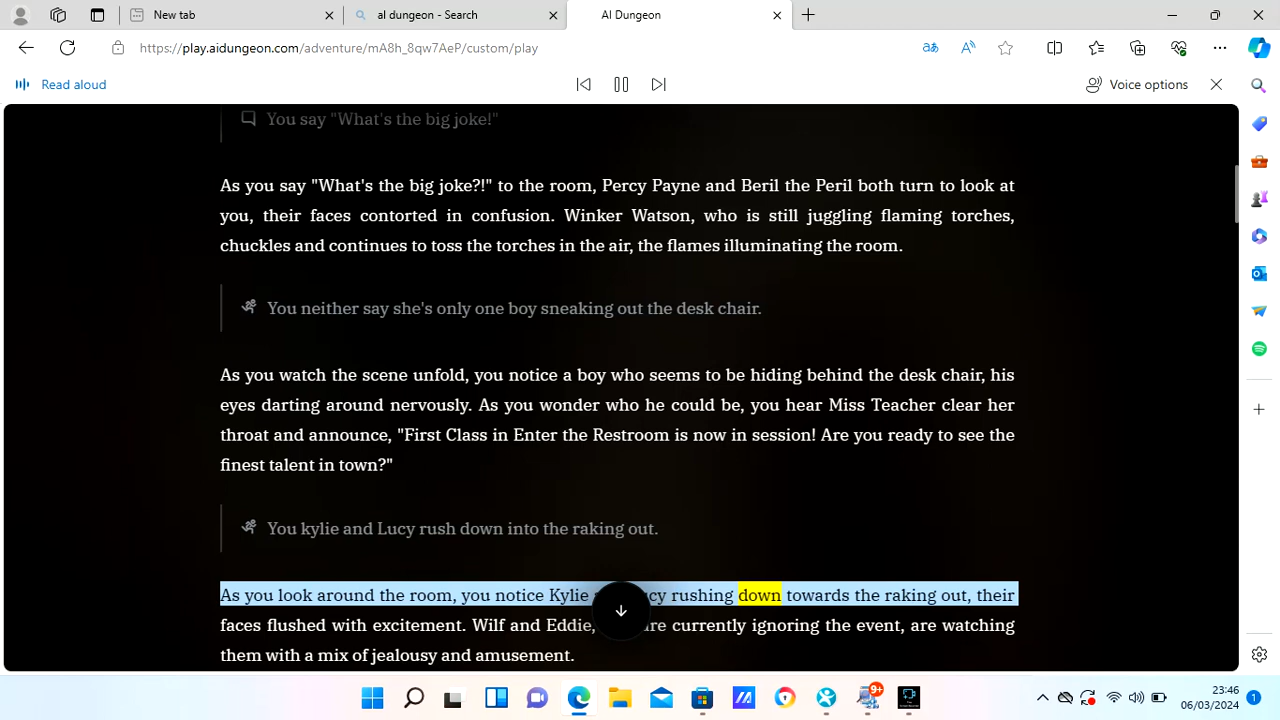 New tab
al dungeon - Search
AI Dungeon
https://play.aidungeon.com/adventure/mA8h_8qw7AeP/custom/play
Read aloud
Voice options
You say "What's the big joke!"
As you say "What's the big joke?!" to the room, Percy Payne and Beril the Peril both turn to look at
you, their faces contorted in confusion. Winker Watson, who is still juggling flaming torches,
chuckles and continues to toss the torches in the air, the flames illuminating the room.
You neither say she's only one boy sneaking out the desk chair.
As you watch the scene unfold, you notice a boy who seems to be hiding behind the desk chair, his
eyes darting around nervously. As you wonder who he could be, you hear Miss Teacher clear her
throat and announce, "First Class in Enter the Restroom is now in session! Are you ready to see the
finest talent in town?"
You kylie and Lucy rush down into the raking out.
As you look around the room, you notice Kylie rushing down towards the raking out, their
faces flushed with excitement. Wilf and Eddie, are currently ignoring the event, are watching
them with a mix of jealousy and amusement.
9+
23:46
06/03/2024
1